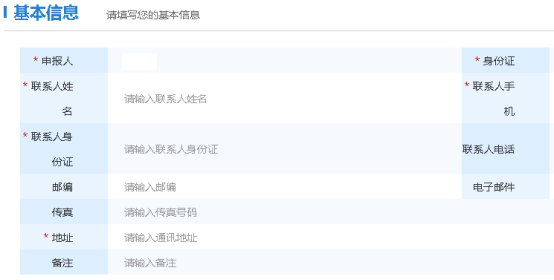 基本信息 请填写您的基本信息
* 申报人 * 身份证
* 联系人姓名 请输入联系人姓名 * 联系人手机
* 联系人身份证 请输入联系人身份证 联系人电话
邮编 请输入邮编 电子邮件
传真 请输入传真号码
* 地址 请输入通讯地址
备注 请输入备注